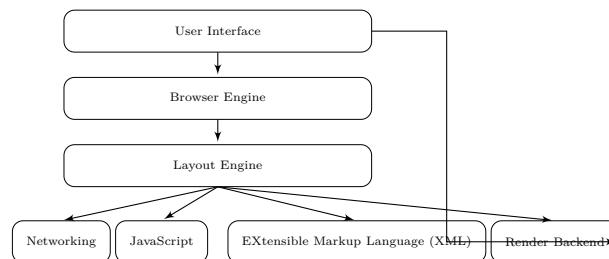 User Interface
Browser Engine
Layout Engine
Networking
JavaScript
EXtensible Markup Language (XML)
Render Backend